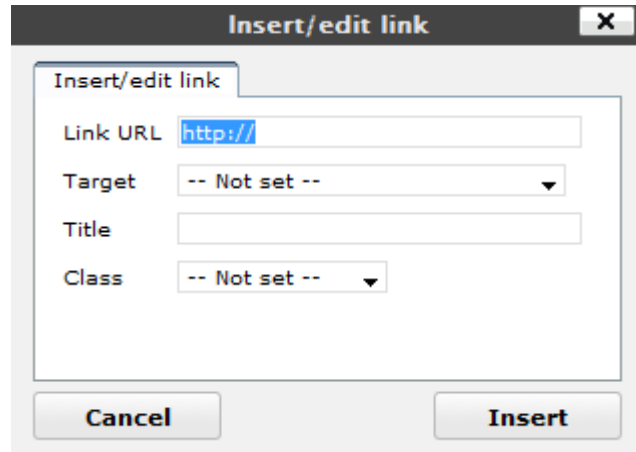 Insert/edit link
Insert/edit link
Link URL http://
Target -- Not set --
Title
Class -- Not set --
Cancel Insert